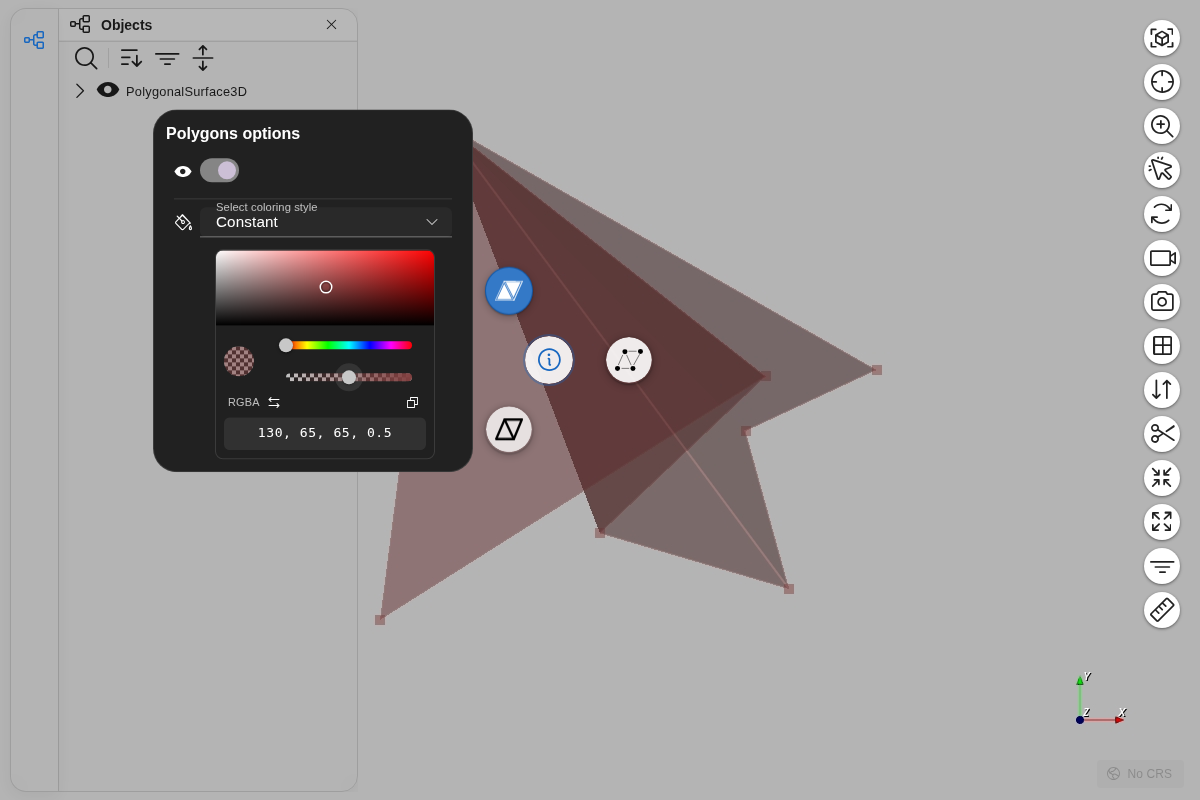 Objects
PolygonalSurface3D
Polygons options
Select coloring style
Constant
RGBA
130, 65, 65, 0.5
Y
Z
X
No CRS